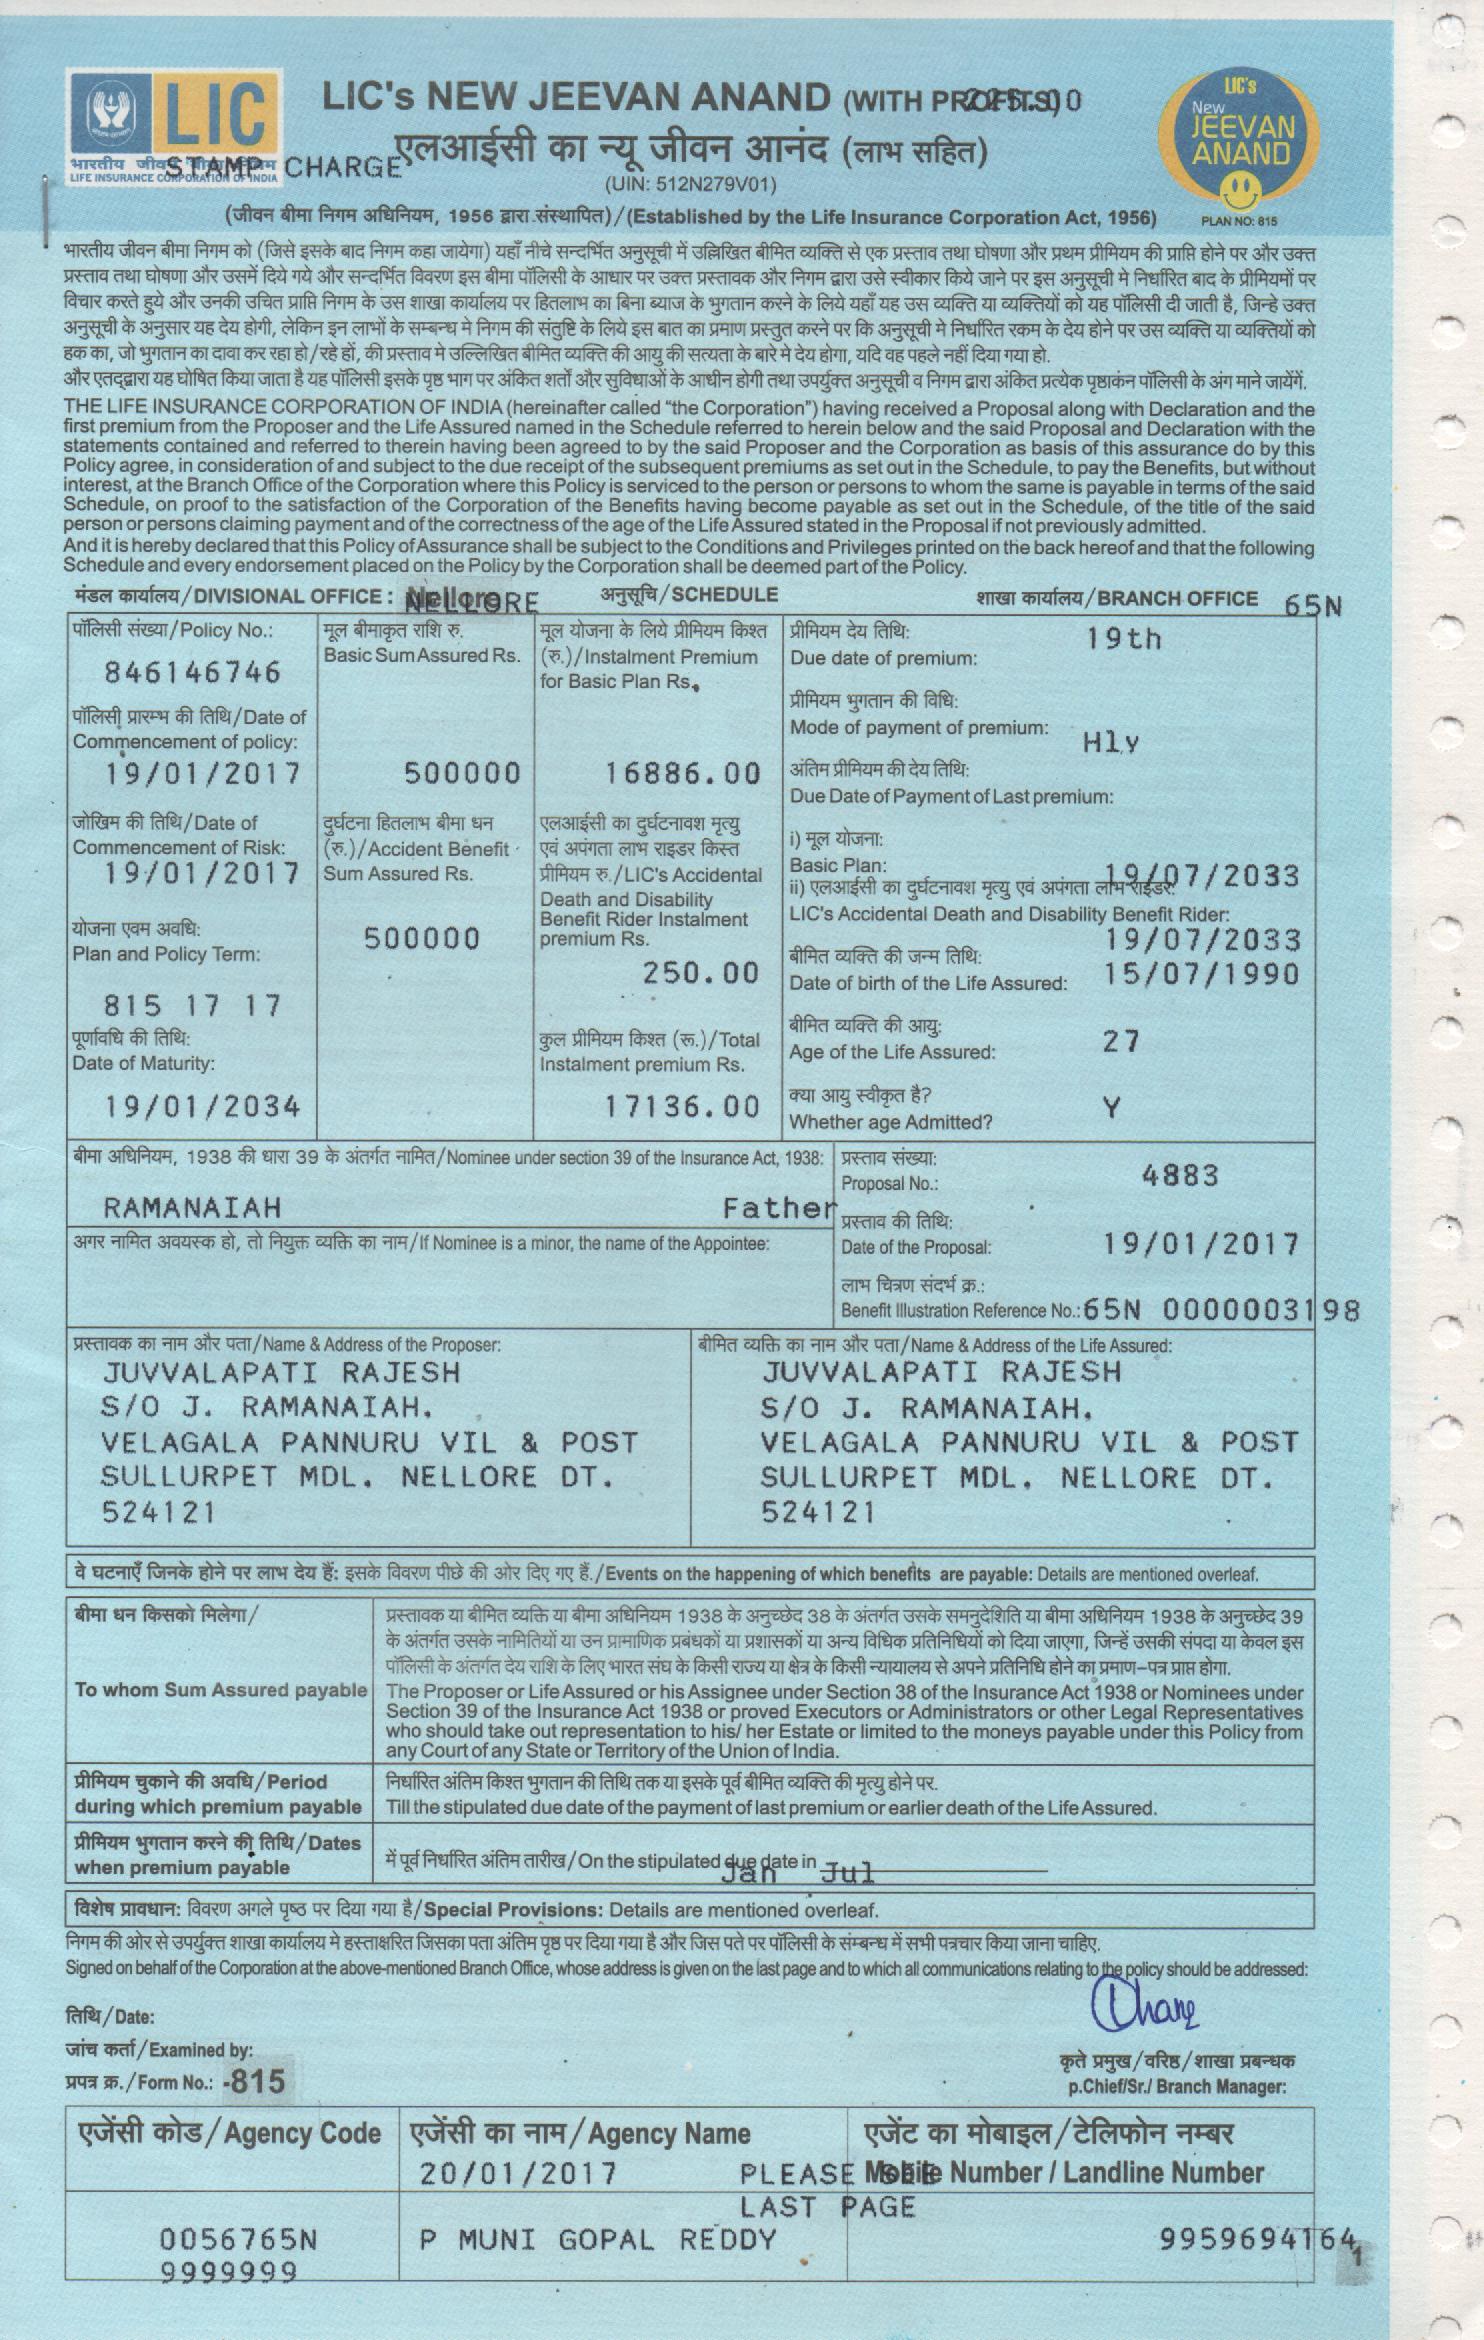 LIC
भारतीय जीवन बीमा निगम
LIFE INSURANCE CORPORATION OF INDIA
STAMP CHARGE
LIC's NEW JEEVAN ANAND (WITH PROFITS) 225.00
एलआईसी का न्यू जीवन आनंद (लाभ सहित)
(UIN: 512N279V01)
(जीवन बीमा निगम अधिनियम, 1956 द्वारा संस्थापित)/(Established by the Life Insurance Corporation Act, 1956)
LIC's
New
JEEVAN
ANAND
PLAN NO: 815
भारतीय जीवन बीमा निगम को (जिसे इसके बाद निगम कहा जायेगा) यहाँ नीचे सन्दर्भित अनुसूची में उल्लिखित बीमित व्यक्ति से एक प्रस्ताव तथा घोषणा और प्रथम प्रीमियम की प्राप्ति होने पर और उक्त
प्रस्ताव तथा घोषणा और उसमें दिये गये और सन्दर्भित विवरण इस बीमा पॉलिसी के आधार पर उक्त प्रस्तावक और निगम द्वारा उसे स्वीकार किये जाने पर इस अनुसूची मे निर्धारित बाद के प्रीमियमों पर
विचार करते हुये और उनकी उचित प्राप्ति निगम के उस शाखा कार्यालय पर हितलाभ का बिना ब्याज के भुगतान करने के लिये यहाँ यह उस व्यक्ति या व्यक्तियों को यह पॉलिसी दी जाती है, जिन्हे उक्त
अनुसूची के अनुसार यह देय होगी, लेकिन इन लाभों के सम्बन्ध मे निगम की संतुष्टि के लिये इस बात का प्रमाण प्रस्तुत करने पर कि अनुसूची मे निर्धारित रकम के देय होने पर उस व्यक्ति या व्यक्तियों को
हक का, जो भुगतान का दावा कर रहा हो/रहे हों, की प्रस्ताव मे उल्लिखित बीमित व्यक्ति की आयु की सत्यता के बारे मे देय होगा, यदि वह पहले नहीं दिया गया हो.
और एतद्द्वारा यह घोषित किया जाता है यह पॉलिसी इसके पृष्ठ भाग पर अंकित शर्तों और सुविधाओं के आधीन होगी तथा उपर्युक्त अनुसूची व निगम द्वारा अंकित प्रत्येक पृष्ठाकंन पॉलिसी के अंग माने जायेंगें.
THE LIFE INSURANCE CORPORATION OF INDIA (hereinafter called "the Corporation") having received a Proposal along with Declaration and the
first premium from the Proposer and the Life Assured named in the Schedule referred to herein below and the said Proposal and Declaration with the
statements contained and referred to therein having been agreed to by the said Proposer and the Corporation as basis of this assurance do by this
Policy agree, in consideration of and subject to the due receipt of the subsequent premiums as set out in the Schedule, to pay the Benefits, but without
interest, at the Branch Office of the Corporation where this Policy is serviced to the person or persons to whom the same is payable in terms of the said
Schedule, on proof to the satisfaction of the Corporation of the Benefits having become payable as set out in the Schedule, of the title of the said
person or persons claiming payment and of the correctness of the age of the Life Assured stated in the Proposal if not previously admitted.
And it is hereby declared that this Policy of Assurance shall be subject to the Conditions and Privileges printed on the back hereof and that the following
Schedule and every endorsement placed on the Policy by the Corporation shall be deemed part of the Policy.
मंडल कार्यालय/DIVISIONAL OFFICE : Nellore NELLORE अनुसूचि/SCHEDULE शाखा कार्यालय/BRANCH OFFICE 65N
पॉलिसी संख्या/Policy No.:
846146746
पॉलिसी प्रारम्भ की तिथि/Date of
Commencement of policy:
19/01/2017
जोखिम की तिथि/Date of
Commencement of Risk:
19/01/2017
योजना एवम अवधि:
Plan and Policy Term:
815 17 17
पूर्णावधि की तिथि:
Date of Maturity:
19/01/2034
मूल बीमाकृत राशि रु.
Basic Sum Assured Rs.
500000
दुर्घटना हितलाभ बीमा धन
(रु.)/Accident Benefit
Sum Assured Rs.
500000
मूल योजना के लिये प्रीमियम किश्त
(रु.)/Instalment Premium
for Basic Plan Rs.
16886.00
एलआईसी का दुर्घटनावश मृत्यु
एवं अपंगता लाभ राइडर किस्त
प्रीमियम रु./LIC's Accidental
Death and Disability
Benefit Rider Instalment
premium Rs.
250.00
कुल प्रीमियम किश्त (रू.)/Total
Instalment premium Rs.
17136.00
प्रीमियम देय तिथि:
Due date of premium: 19th
प्रीमियम भुगतान की विधि:
Mode of payment of premium: Hly
अंतिम प्रीमियम की देय तिथि:
Due Date of Payment of Last premium:
i) मूल योजना:
Basic Plan: 19/07/2033
ii) एलआईसी का दुर्घटनावश मृत्यु एवं अपंगता लाभ राईडर:
LIC's Accidental Death and Disability Benefit Rider:
19/07/2033
बीमित व्यक्ति की जन्म तिथि:
Date of birth of the Life Assured: 15/07/1990
बीमित व्यक्ति की आयु:
Age of the Life Assured: 27
क्या आयु स्वीकृत है?
Whether age Admitted? Y
बीमा अधिनियम, 1938 की धारा 39 के अंतर्गत नामित/Nominee under section 39 of the Insurance Act, 1938:
RAMANAIAH Father
अगर नामित अवयस्क हो, तो नियुक्त व्यक्ति का नाम/If Nominee is a minor, the name of the Appointee:
प्रस्ताव संख्या:
Proposal No.: 4883
प्रस्ताव की तिथि:
Date of the Proposal: 19/01/2017
लाभ चित्रण संदर्भ क्र.:
Benefit Illustration Reference No.: 65N 0000003198
प्रस्तावक का नाम और पता/Name & Address of the Proposer:
JUVVALAPATI RAJESH
S/O J. RAMANAIAH.
VELAGALA PANNURU VIL & POST
SULLURPET MDL. NELLORE DT.
524121
बीमित व्यक्ति का नाम और पता/Name & Address of the Life Assured:
JUVVALAPATI RAJESH
S/O J. RAMANAIAH.
VELAGALA PANNURU VIL & POST
SULLURPET MDL. NELLORE DT.
524121
वे घटनाएँ जिनके होने पर लाभ देय हैं: इसके विवरण पीछे की ओर दिए गए हैं./Events on the happening of which benefits are payable: Details are mentioned overleaf.
बीमा धन किसको मिलेगा/
To whom Sum Assured payable
प्रस्तावक या बीमित व्यक्ति या बीमा अधिनियम 1938 के अनुच्छेद 38 के अंतर्गत उसके समनुदेशिति या बीमा अधिनियम 1938 के अनुच्छेद 39
के अंतर्गत उसके नामितियों या उन प्रामाणिक प्रबंधकों या प्रशासकों या अन्य विधिक प्रतिनिधियों को दिया जाएगा, जिन्हें उसकी संपदा या केवल इस
पॉलिसी के अंतर्गत देय राशि के लिए भारत संघ के किसी राज्य या क्षेत्र के किसी न्यायालय से अपने प्रतिनिधि होने का प्रमाण-पत्र प्राप्त होगा.
The Proposer or Life Assured or his Assignee under Section 38 of the Insurance Act 1938 or Nominees under
Section 39 of the Insurance Act 1938 or proved Executors or Administrators or other Legal Representatives
who should take out representation to his/ her Estate or limited to the moneys payable under this Policy from
any Court of any State or Territory of the Union of India.
प्रीमियम चुकाने की अवधि/Period
during which premium payable
निर्धारित अंतिम किश्त भुगतान की तिथि तक या इसके पूर्व बीमित व्यक्ति की मृत्यु होने पर.
Till the stipulated due date of the payment of last premium or earlier death of the Life Assured.
प्रीमियम भुगतान करने की तिथि/Dates
when premium payable
में पूर्व निर्धारित अंतिम तारीख/On the stipulated due date in
Jan Jul
विशेष प्रावधान: विवरण अगले पृष्ठ पर दिया गया है/Special Provisions: Details are mentioned overleaf.
निगम की ओर से उपर्युक्त शाखा कार्यालय मे हस्ताक्षरित जिसका पता अंतिम पृष्ठ पर दिया गया है और जिस पते पर पॉलिसी के संम्बन्ध में सभी पत्रचार किया जाना चाहिए.
Signed on behalf of the Corporation at the above-mentioned Branch Office, whose address is given on the last page and to which all communications relating to the policy should be addressed:
तिथि/Date:
जांच कर्ता/Examined by:
प्रपत्र क्र./Form No.: -815
कृते प्रमुख/वरिष्ठ/शाखा प्रबन्धक
p.Chief/Sr./ Branch Manager:
एजेंसी कोड/Agency Code
एजेंसी का नाम/Agency Name
एजेंट का मोबाइल/टेलिफोन नम्बर
20/01/2017 PLEASE SEE Mobile Number / Landline Number
LAST PAGE
0056765N P MUNI GOPAL REDDY 9959694164
9999999
1